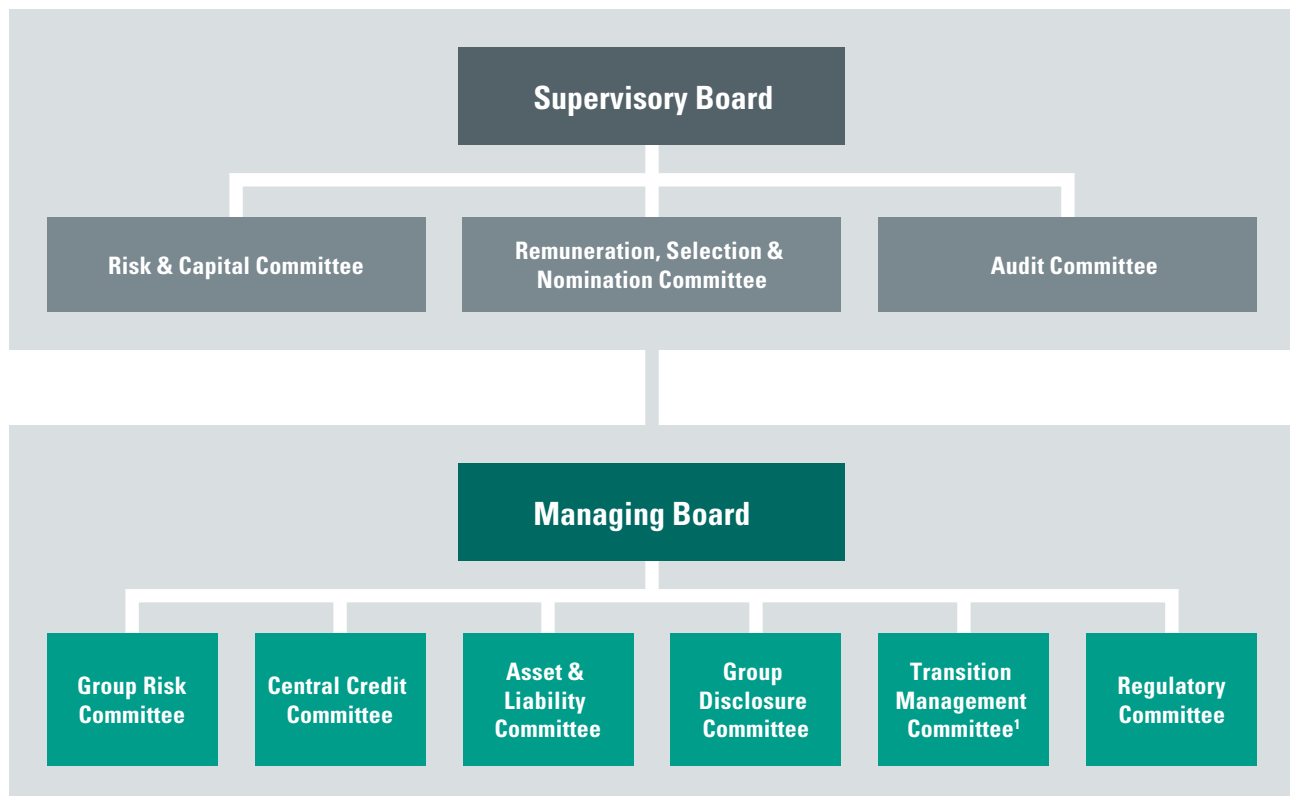 Supervisory Board
Risk & Capital Committee
Remuneration, Selection &
Nomination Committee
Audit Committee
Managing Board
Group Risk
Committee
Central Credit
Committee
Asset &
Liability
Committee
Group
Disclosure
Committee
Transition
Management
Committee¹
Regulatory
Committee